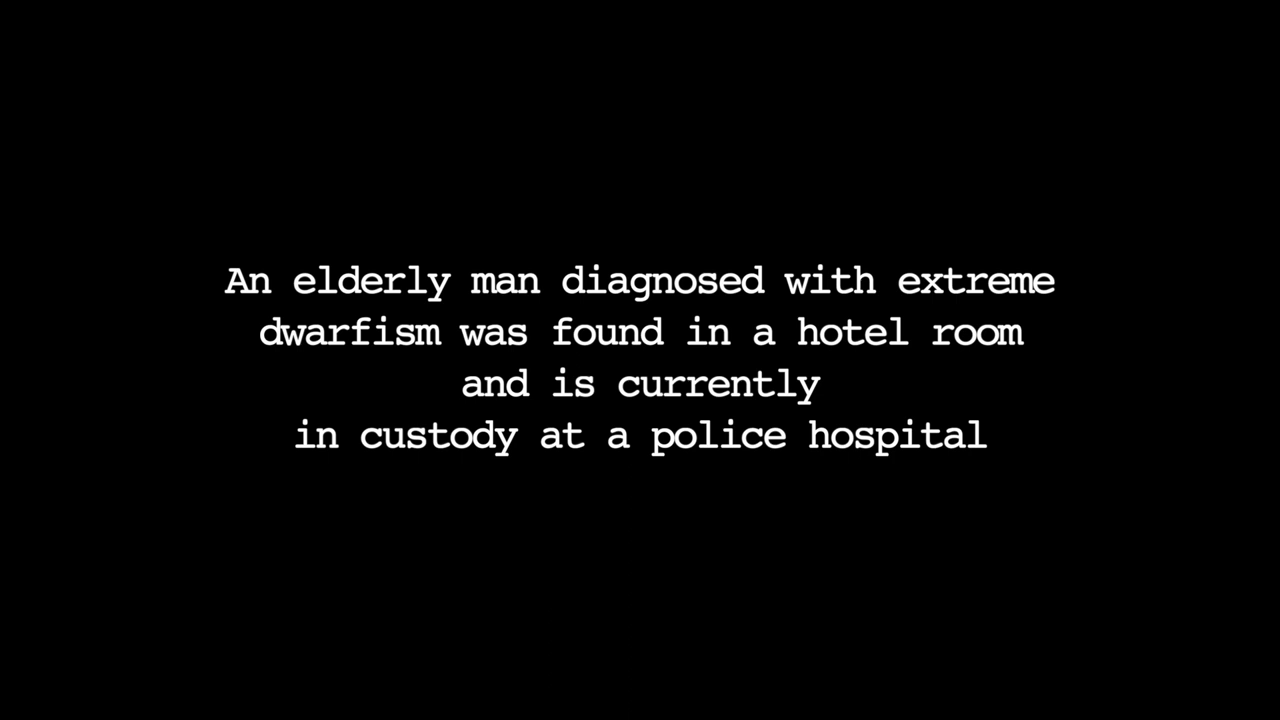 An elderly man diagnosed with extreme
dwarfism was found in a hotel room
and is currently
in custody at a police hospital